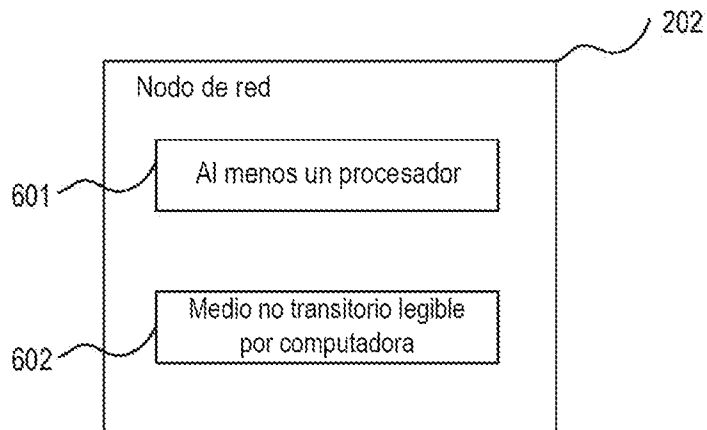 202
Nodo de red
Al menos un procesador
601
Medio no transitorio legible
por computadora
602